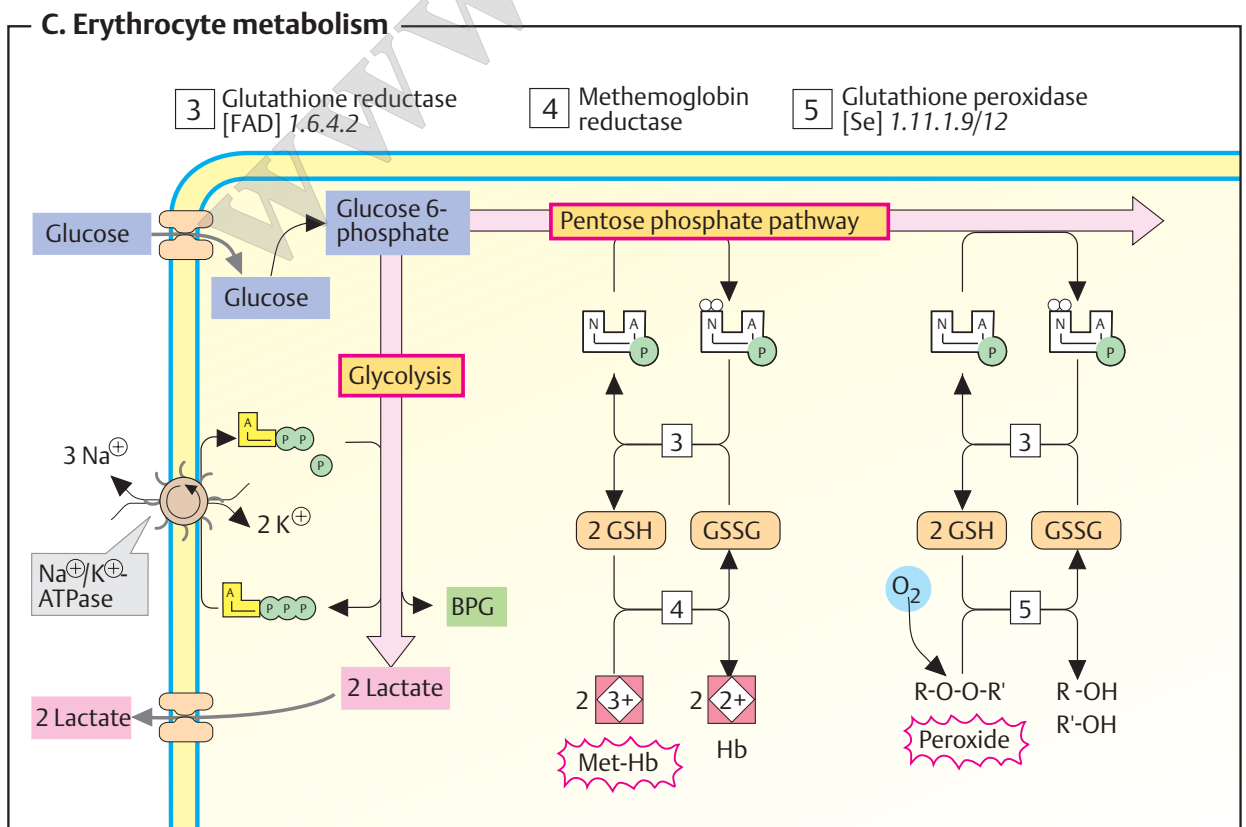 C. Erythrocyte metabolism
www
3 Glutathione reductase
[FAD] 1.6.4.2
4 Methemoglobin
reductase
5 Glutathione peroxidase
[Se] 1.11.1.9/12
Glucose
Glucose 6-
phosphate
Pentose phosphate pathway
Glucose
N A
P
N A
P
N A
P
N A
P
Glycolysis
A
P P
P
3 Na⊕
2 K⊕
Na⊕/K⊕-
ATPase
A
P P P
BPG
3
3
2 GSH
GSSG
2 GSH
GSSG
O₂
4
5
2 Lactate
2 Lactate
2 3+
2 2+
Met-Hb
Hb
R-O-O-R'
Peroxide
R -OH
R'-OH